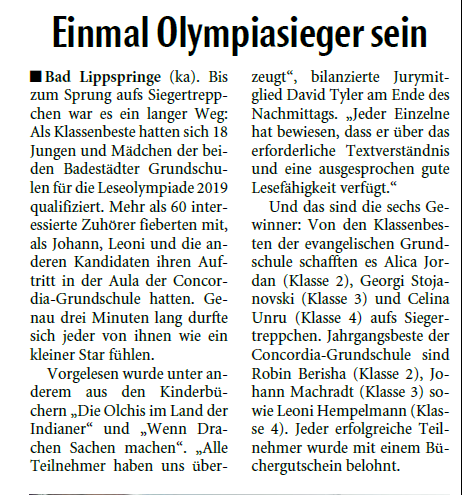 Einmal Olympiasieger sein
■ Bad Lippspringe (ka). Bis
zum Sprung aufs Siegertrepp-
chen war es ein langer Weg:
Als Klassenbeste hatten sich 18
Jungen und Mädchen der bei-
den Badestädter Grundschu-
len für die Leseolympiade 2019
qualifiziert. Mehr als 60 inter-
essierte Zuhörer fieberten mit,
als Johann, Leoni und die an-
deren Kandidaten ihren Auf-
tritt in der Aula der Concor-
dia-Grundschule hatten. Ge-
nau drei Minuten lang durfte
sich jeder von ihnen wie ein
kleiner Star fühlen.
Vorgelesen wurde unter an-
derem aus den Kinderbü-
chern „Die Olchis im Land der
Indianer“ und „Wenn Dra-
chen Sachen machen“. „Alle
Teilnehmer haben uns über-
zeugt“, bilanzierte Jurymit-
glied David Tyler am Ende des
Nachmittags. „Jeder Einzelne
hat bewiesen, dass er über das
erforderliche Textverständnis
und eine ausgesprochen gute
Lesefähigkeit verfügt.“
Und das sind die sechs Ge-
winner: Von den Klassenbes-
ten der evangelischen Grund-
schule schafften es Alica Jor-
dan (Klasse 2), Georgi Stoja-
novski (Klasse 3) und Celina
Unru (Klasse 4) aufs Sieger-
treppchen. Jahrgangsbeste der
Concordia-Grundschule sind
Robin Berisha (Klasse 2), Jo-
hann Machradt (Klasse 3) so-
wie Leoni Hempelmann (Klas-
se 4). Jeder erfolgreiche Teil-
nehmer wurde mit einem Bü-
chergutschein belohnt.